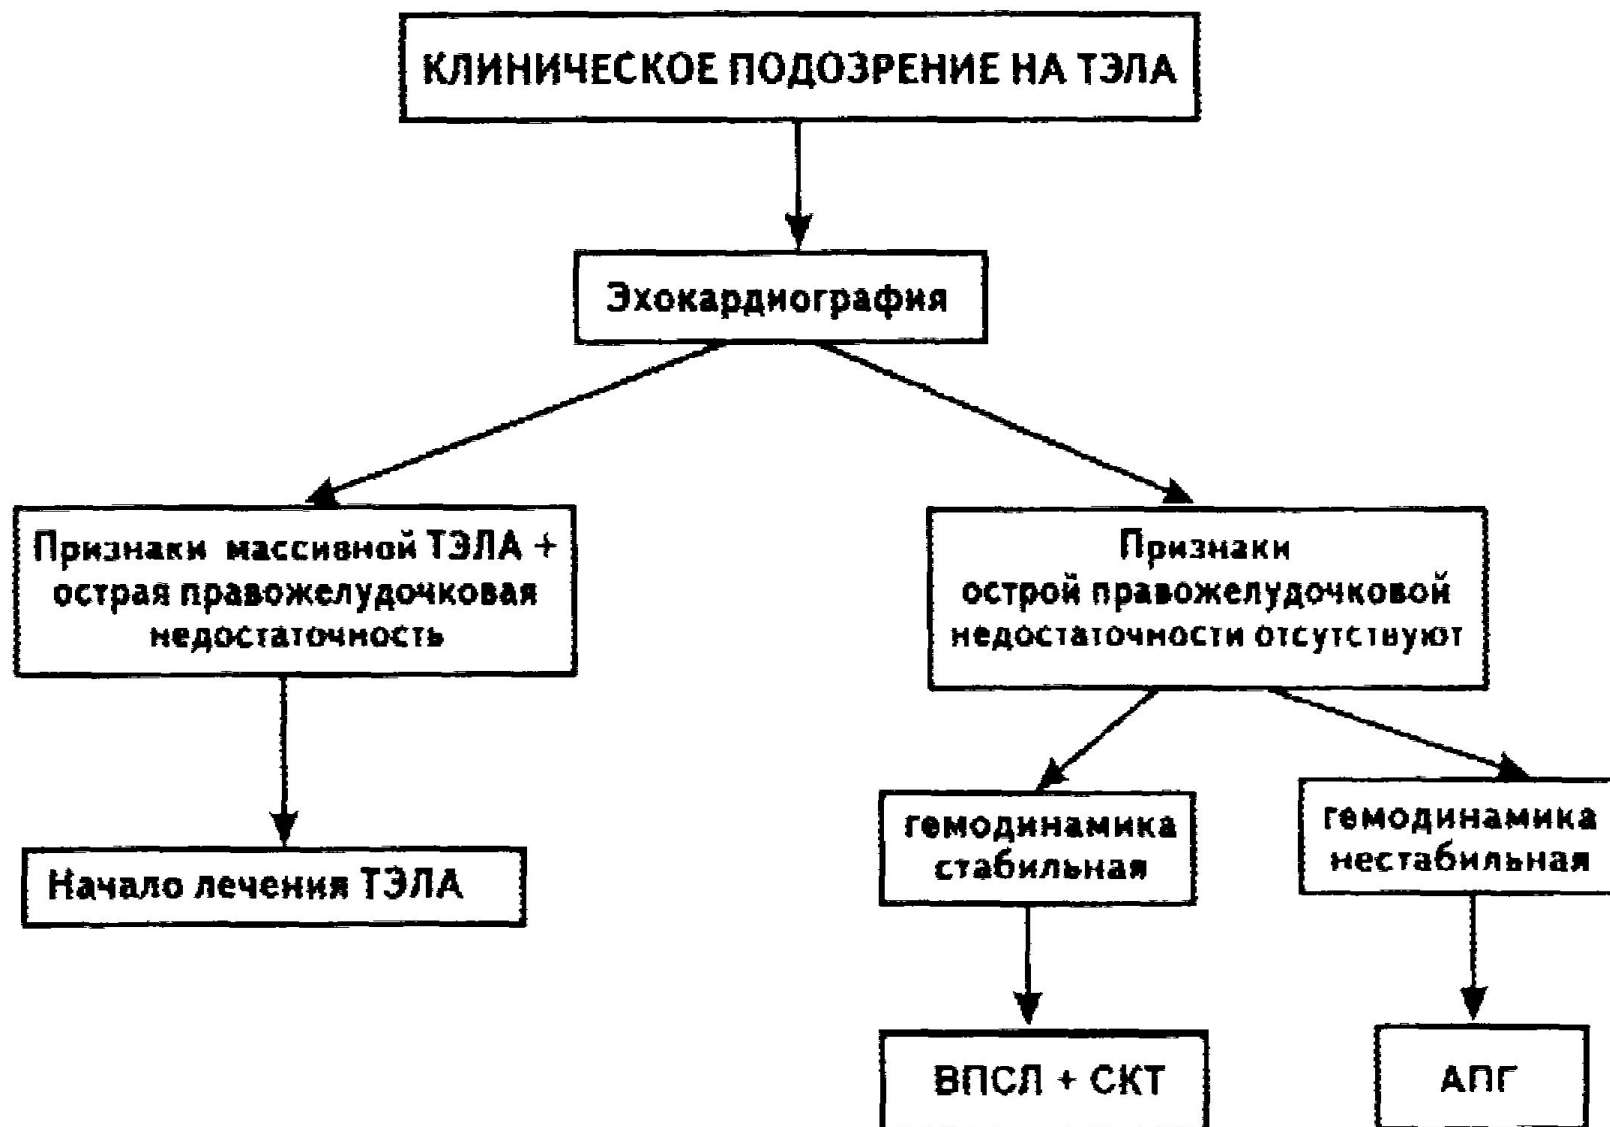 КЛИНИЧЕСКОЕ ПОДОЗРЕНИЕ НА ТЭЛА
Эхокардиография
Признаки массивной ТЭЛА +
острая правожелудочковая
недостаточность
Признаки
острой правожелудочковой
недостаточности отсутствуют
Начало лечения ТЭЛА
гемодинамика
стабильная
гемодинамика
нестабильная
ВПСЛ + СКТ
АПГ